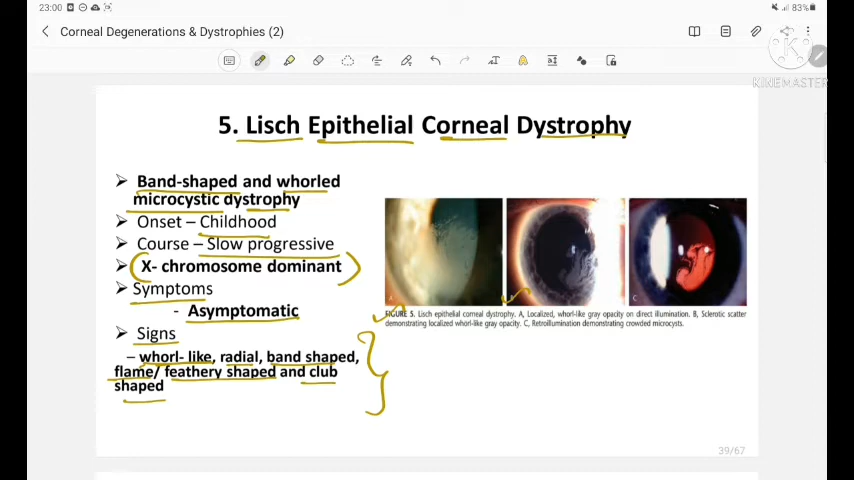 23:00
83%
Corneal Degenerations & Dystrophies (2)
KINEMASTER
5. Lisch Epithelial Corneal Dystrophy
➤ Band-shaped and whorled
microcystic dystrophy
➤ Onset – Childhood
➤ Course – Slow progressive
➤ X- chromosome dominant
➤ Symptoms
- Asymptomatic
➤ Signs
– whorl- like, radial, band shaped,
flame/ feathery shaped and club
shaped
A
B
C
FIGURE 5. Lisch epithelial corneal dystrophy. A, Localized, whorl-like gray opacity on direct illumination. B, Sclerotic scatter
demonstrating localized whorl-like gray opacity. C, Retroillumination demonstrating crowded microcysts.
39/67